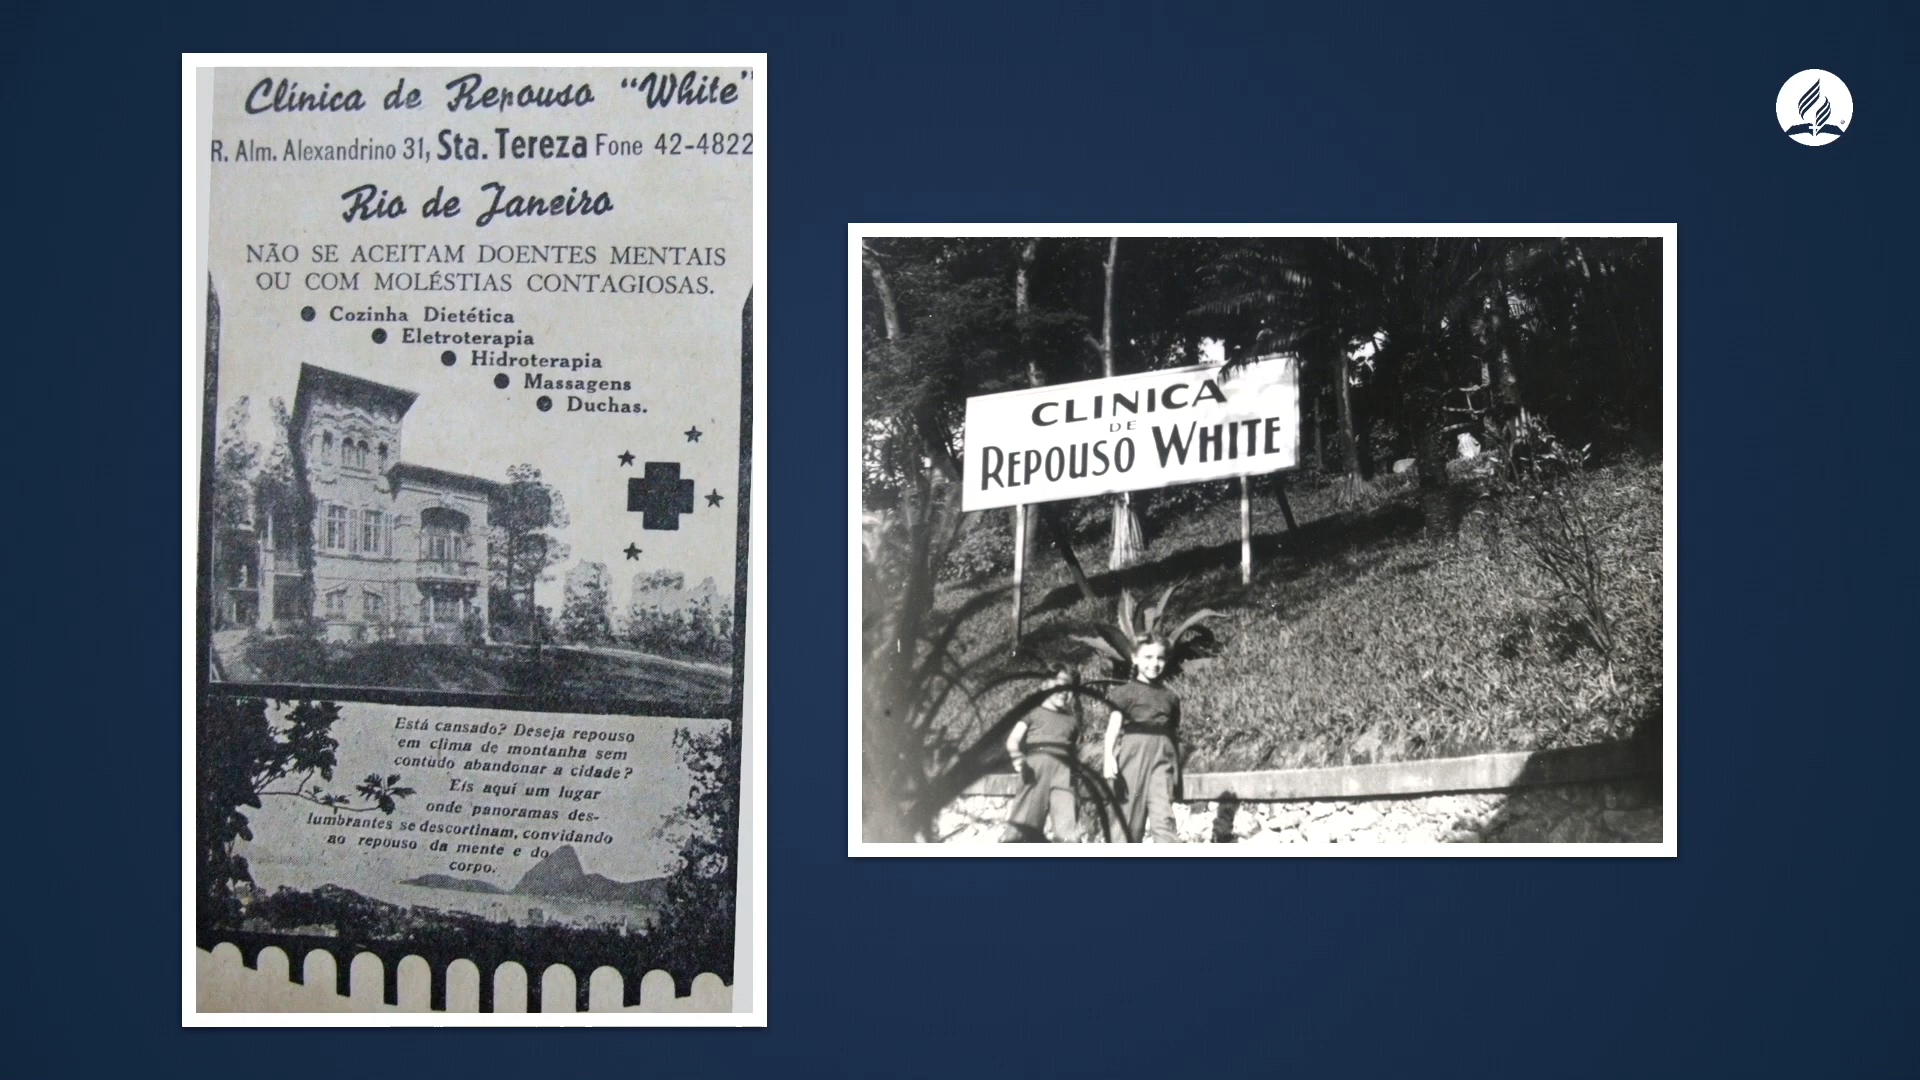 Clínica de Repouso “White”
R. Alm. Alexandrino 31, Sta. Tereza Fone 42-4822
Rio de Janeiro
NÃO SE ACEITAM DOENTES MENTAIS
OU COM MOLÉSTIAS CONTAGIOSAS.
● Cozinha Dietética
● Eletroterapia
● Hidroterapia
● Massagens
● Duchas.
Está cansado? Deseja repouso
em clima de montanha sem
contudo abandonar a cidade?
Eis aqui um lugar
onde panoramas des-
lumbrantes se descortinam, convidando
ao repouso da mente e do
corpo.
CLINICA
DE
REPOUSO WHITE